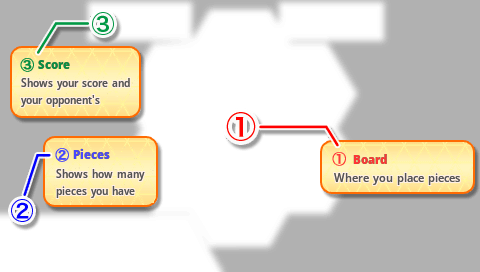 ③
③ Score
Shows your score and
your opponent's
①
① Board
Where you place pieces
② Pieces
Shows how many
pieces you have
②